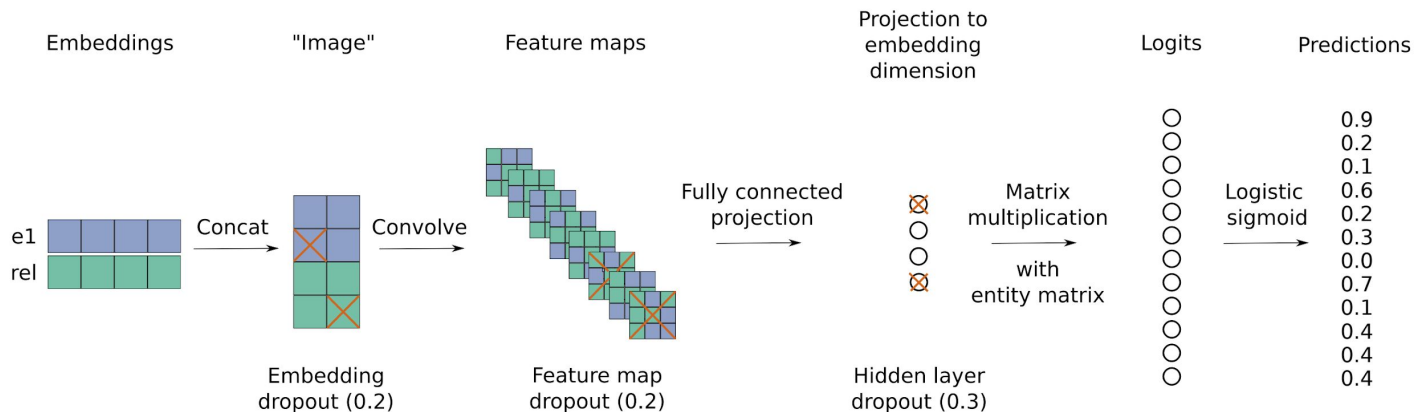 Embeddings
"Image"
Feature maps
Projection to
embedding
dimension
Logits
Predictions
e1
rel
Concat
Convolve
Fully connected
projection
Matrix
multiplication
with
entity matrix
Logistic
sigmoid
0.9
0.2
0.1
0.6
0.2
0.3
0.0
0.7
0.1
0.4
0.4
0.4
Embedding
dropout (0.2)
Feature map
dropout (0.2)
Hidden layer
dropout (0.3)